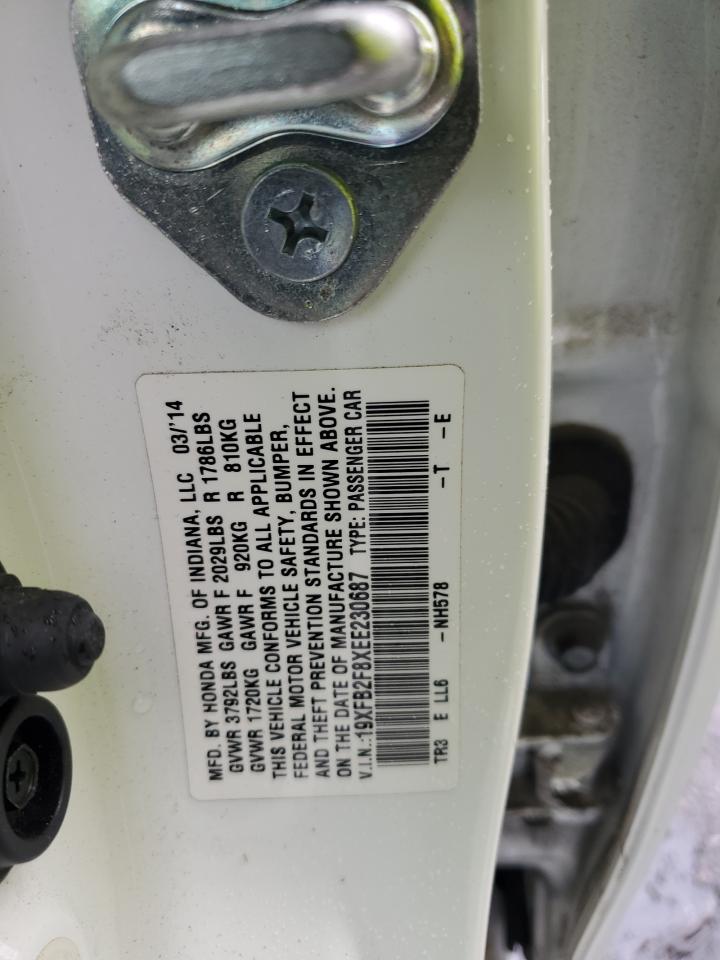 MFD. BY HONDA MFG. OF INDIANA, LLC 03/'14
GVWR 3792LBS GAWR F 2029LBS R 1786LBS
GVWR 1720KG GAWR F 920KG R 810KG
THIS VEHICLE CONFORMS TO ALL APPLICABLE
FEDERAL MOTOR VEHICLE SAFETY, BUMPER,
AND THEFT PREVENTION STANDARDS IN EFFECT
ON THE DATE OF MANUFACTURE SHOWN ABOVE.
V.I.N.:19XFB2F8XEE230687 TYPE: PASSENGER CAR
TR3 E LL6 -NH578 -T -E